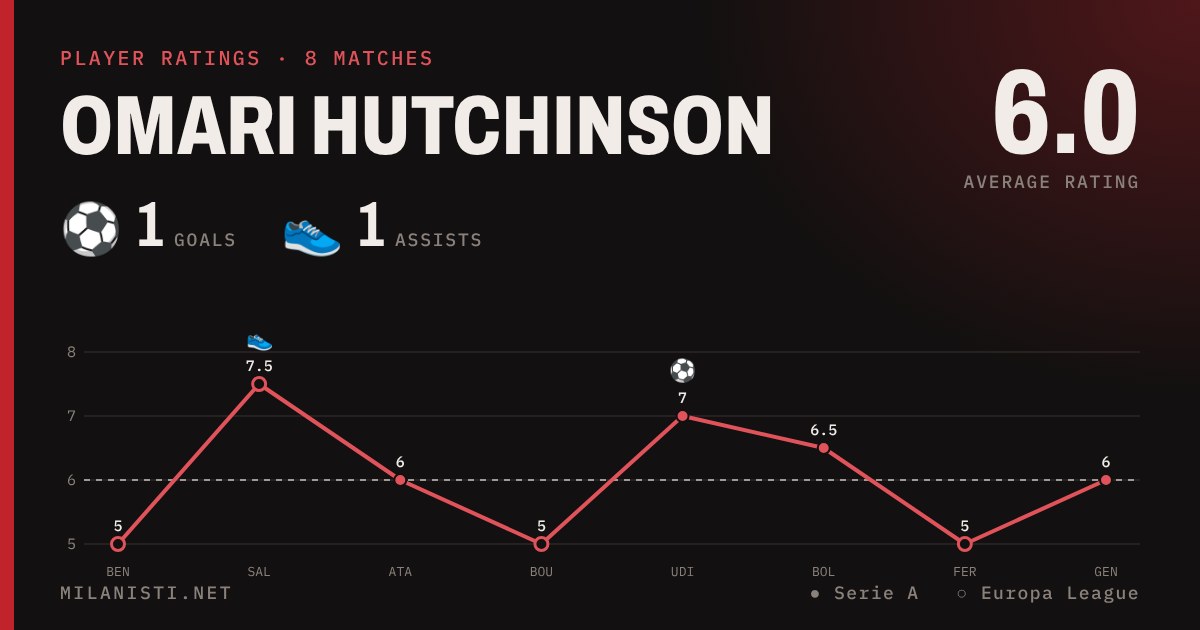 PLAYER RATINGS · 8 MATCHES
OMARI HUTCHINSON
6.0
AVERAGE RATING
1 GOALS 1 ASSISTS
8
7.5
7
7
6.5
6
6
6
5
5
5
5
BEN SAL ATA BOU UDI BOL FER GEN
MILANISTI.NET
Serie A
Europa League